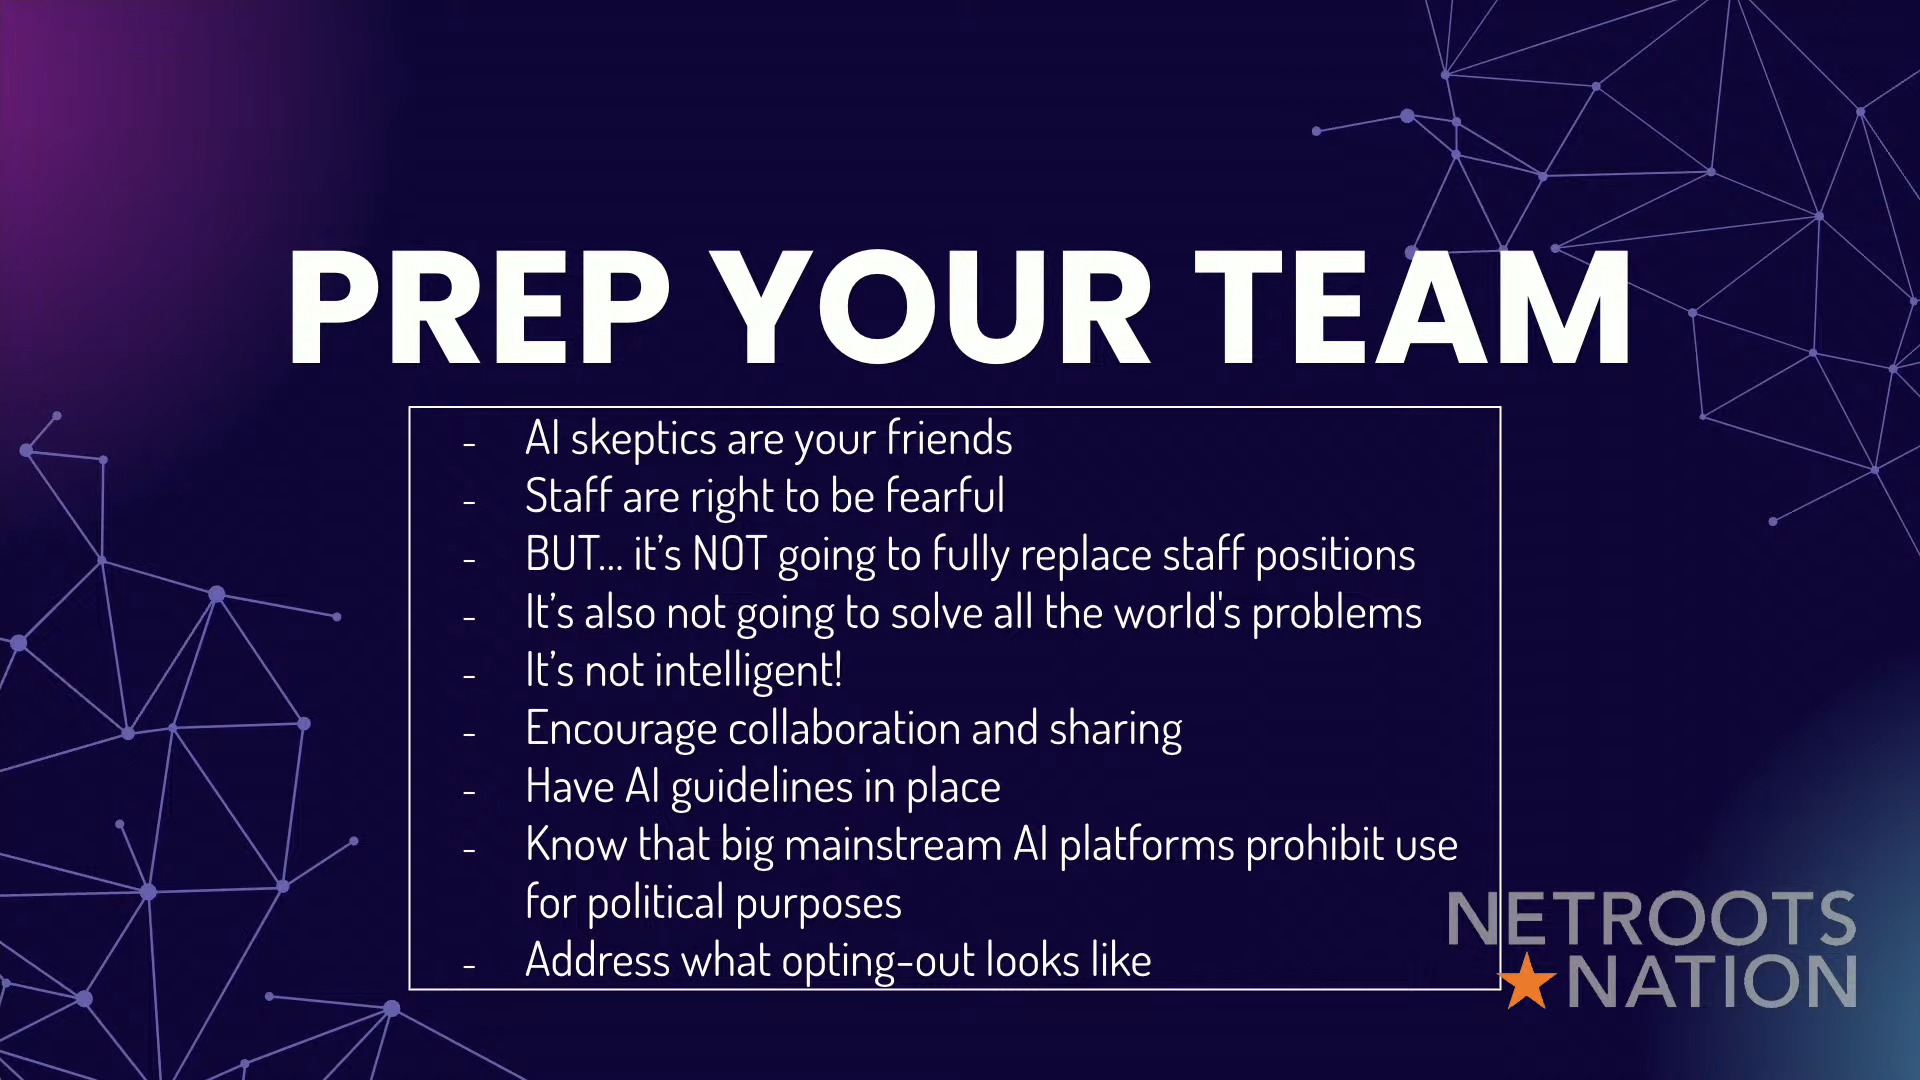 PREP YOUR TEAM
- AI skeptics are your friends
- Staff are right to be fearful
- BUT... it’s NOT going to fully replace staff positions
- It’s also not going to solve all the world's problems
- It’s not intelligent!
- Encourage collaboration and sharing
- Have AI guidelines in place
- Know that big mainstream AI platforms prohibit use
for political purposes
- Address what opting-out looks like
NETROOTS
NATION